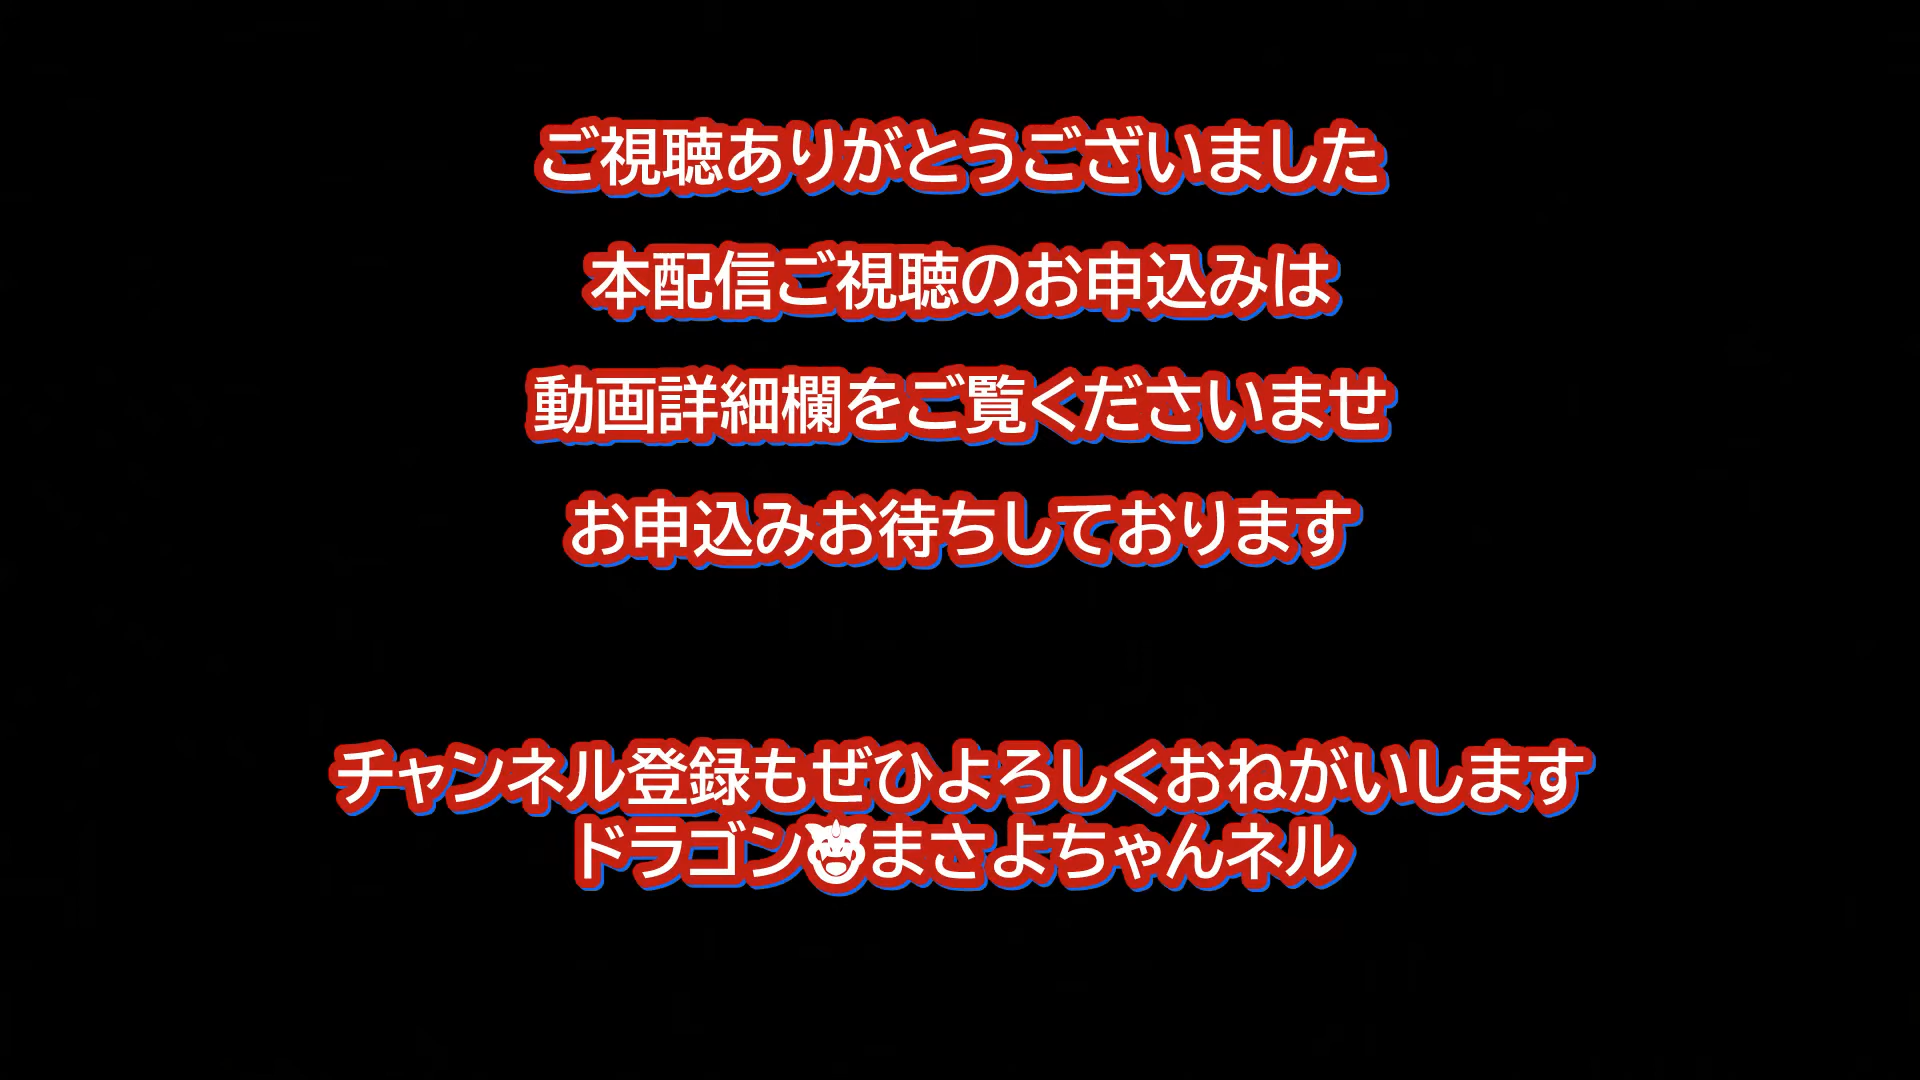 ご視聴ありがとうございました
本配信ご視聴のお申込みは
動画詳細欄をご覧くださいませ
お申込みお待ちしております
チャンネル登録もぜひよろしくおねがいします
ドラゴン👹まさよちゃんネル